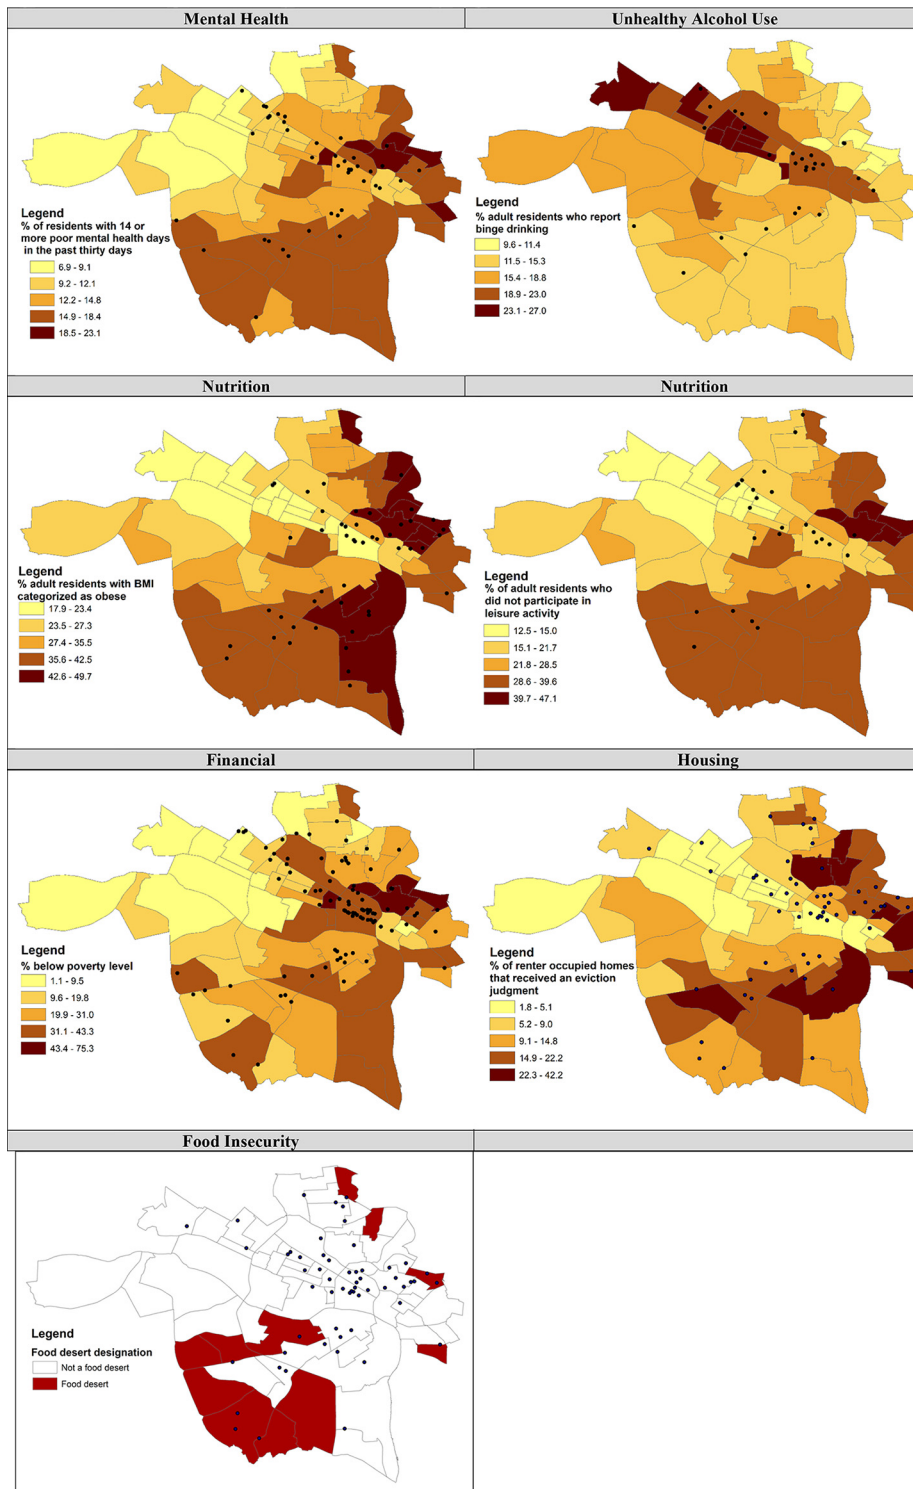 Mental Health
Unhealthy Alcohol Use
Legend
% of residents with 14 or
more poor mental health days
in the past thirty days
6.9 - 9.1
9.2 - 12.1
12.2 - 14.8
14.9 - 18.4
18.5 - 23.1
Legend
% adult residents who report
binge drinking
9.6 - 11.4
11.5 - 15.3
15.4 - 18.8
18.9 - 23.0
23.1 - 27.0
Nutrition
Nutrition
Legend
% adult residents with BMI
categorized as obese
17.9 - 23.4
23.5 - 27.3
27.4 - 35.5
35.6 - 42.5
42.6 - 49.7
Legend
% of adult residents who
did not participate in
leisure activity
12.5 - 15.0
15.1 - 21.7
21.8 - 28.5
28.6 - 39.6
39.7 - 47.1
Financial
Housing
Legend
% below poverty level
1.1 - 9.5
9.6 - 19.8
19.9 - 31.0
31.1 - 43.3
43.4 - 75.3
Legend
% of renter occupied homes
that received an eviction
judgment
1.8 - 5.1
5.2 - 9.0
9.1 - 14.8
14.9 - 22.2
22.3 - 42.2
Food Insecurity
Legend
Food desert designation
Not a food desert
Food desert